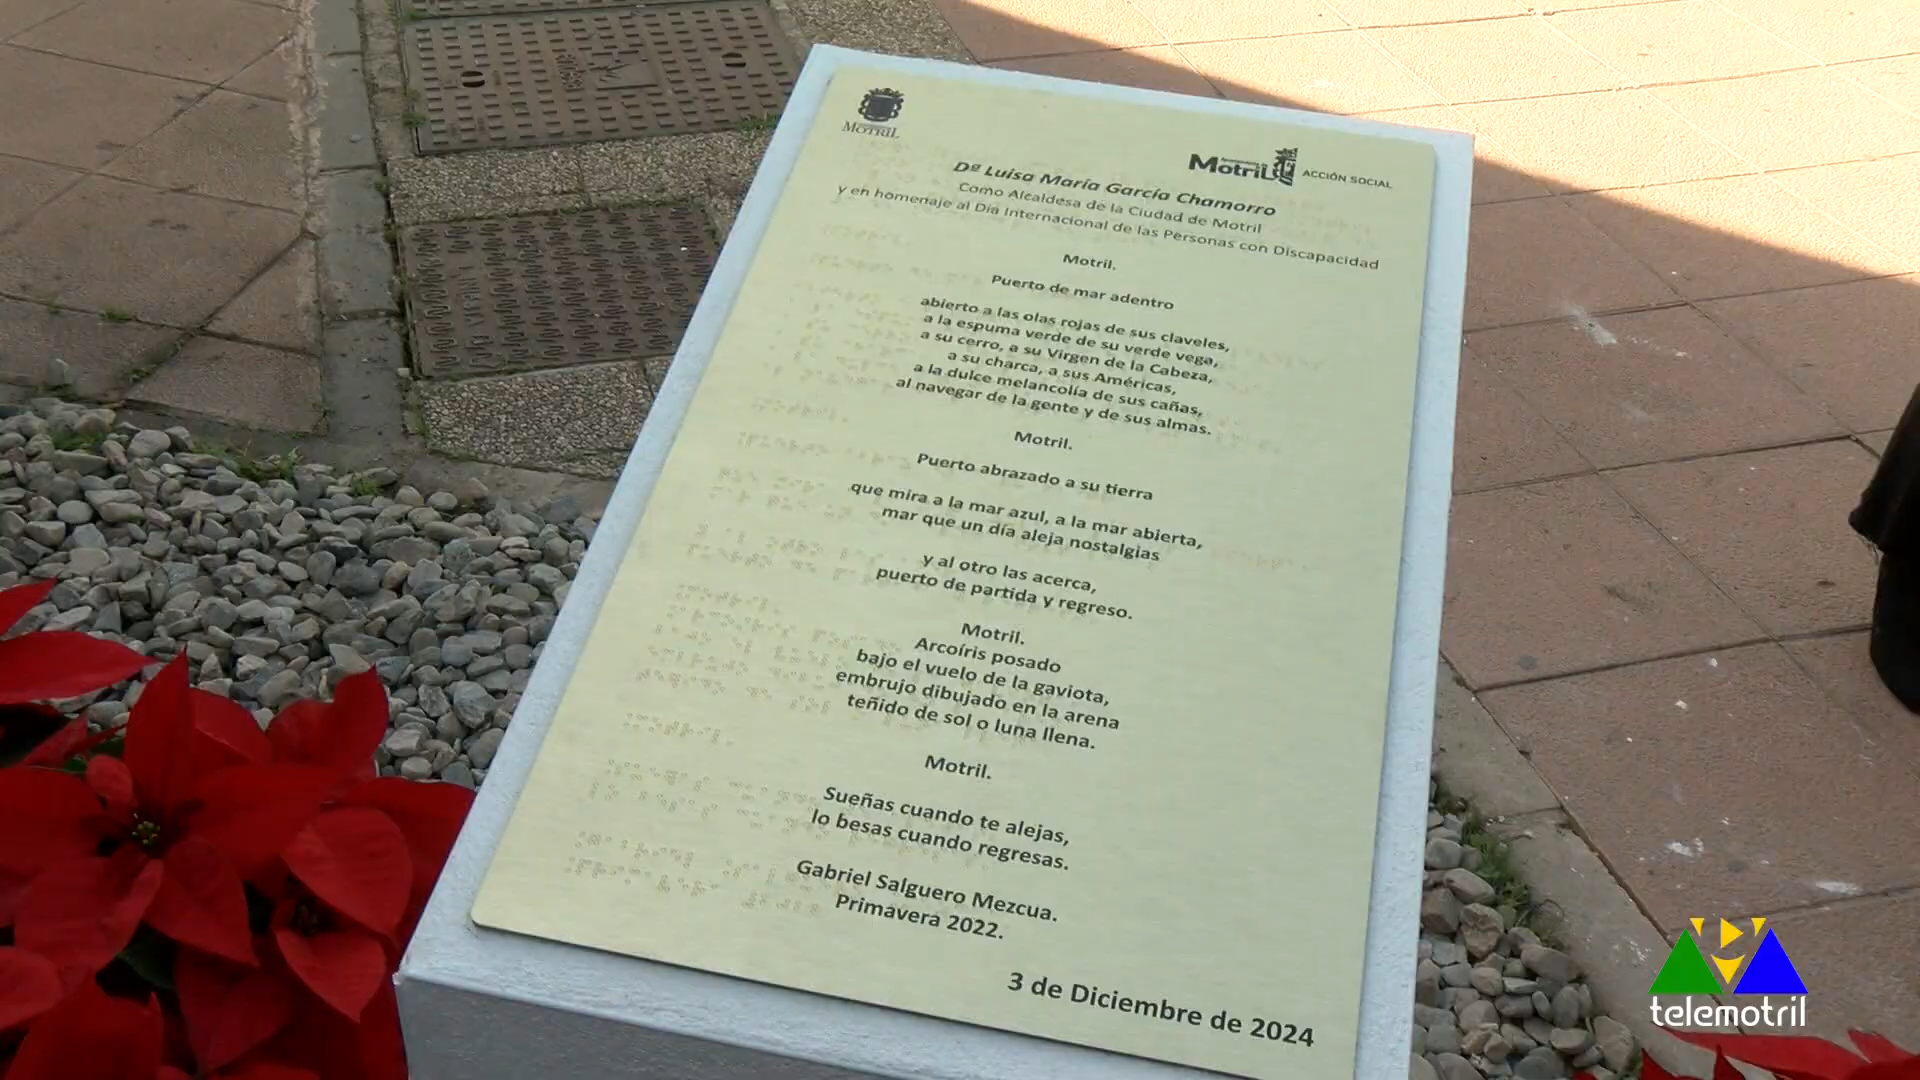 MOTRIL
Motril
ACCIÓN SOCIAL
Dª Luisa María García Chamorro
Como Alcaldesa de la Ciudad de Motril
y en homenaje al Día Internacional de las Personas con Discapacidad
Motril.
Puerto de mar adentro
abierto a las olas rojas de sus claveles,
a la espuma verde de su verde vega,
a su cerro, a su Virgen de la Cabeza,
a su charca, a sus Américas,
a la dulce melancolía de sus cañas,
al navegar de la gente y de sus almas.
Motril.
Puerto abrazado a su tierra
que mira a la mar azul, a la mar abierta,
mar que un día aleja nostalgias
y al otro las acerca,
puerto de partida y regreso.
Motril.
Arcoíris posado
bajo el vuelo de la gaviota,
embrujo dibujado en la arena
teñido de sol o luna llena.
Motril.
Sueñas cuando te alejas,
lo besas cuando regresas.
Gabriel Salguero Mezcua.
Primavera 2022.
3 de Diciembre de 2024
telemotril